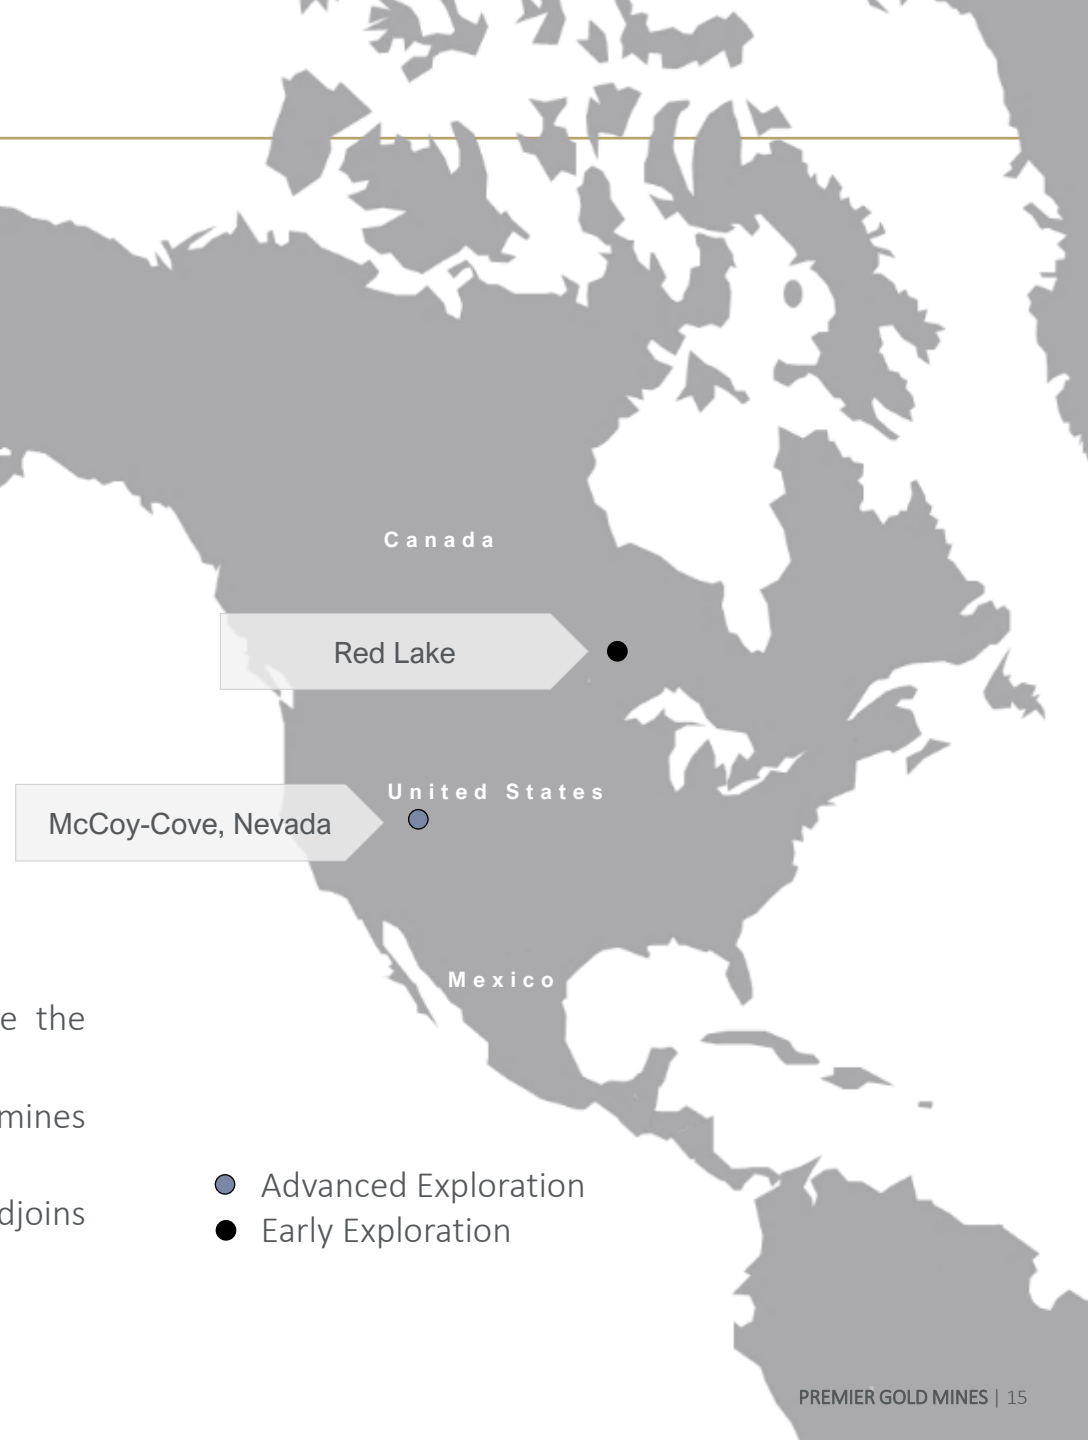 Canada
Red Lake
United States
McCoy-Cove, Nevada
Mexico
the
mines
Advanced Exploration
Early Exploration
PREMIER GOLD MINES | 15